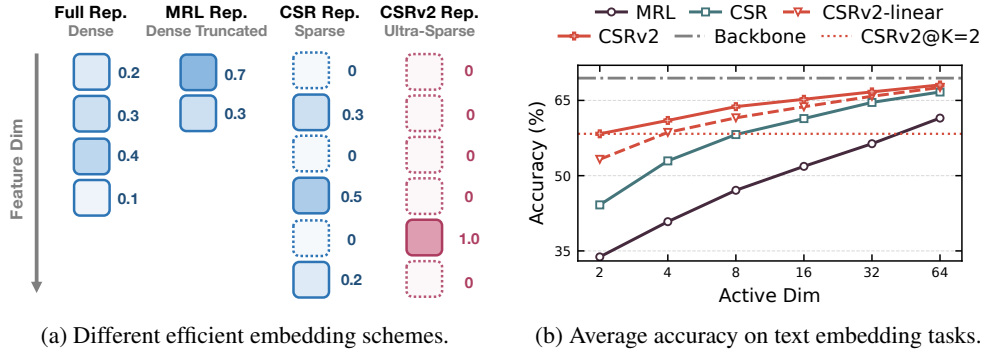 Full Rep. MRL Rep. CSR Rep. CSRv2 Rep.
Dense Dense Truncated Sparse Ultra-Sparse
Feature Dim
0.2 0.7 0 0
0.3 0.3 0.3 0
0.4 0 0
0.1 0.5 0
0 1.0
0.2 0
(a) Different efficient embedding schemes.
MRL CSR CSRv2-linear
CSRv2 Backbone CSRv2@K=2
Accuracy (%)
65
50
35
2 4 8 16 32 64
Active Dim
(b) Average accuracy on text embedding tasks.